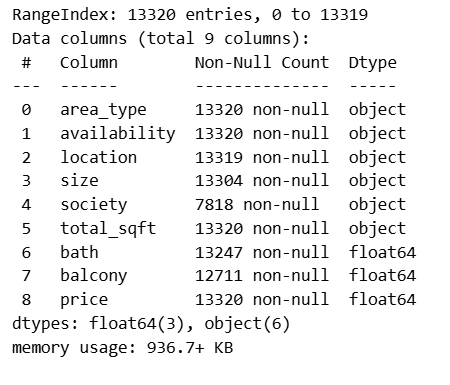 RangeIndex: 13320 entries, 0 to 13319
Data columns (total 9 columns):
 #   Column        Non-Null Count  Dtype
---  ------        --------------  -----
 0   area_type     13320 non-null  object
 1   availability  13320 non-null  object
 2   location      13319 non-null  object
 3   size          13304 non-null  object
 4   society       7818 non-null   object
 5   total_sqft    13320 non-null  object
 6   bath          13247 non-null  float64
 7   balcony       12711 non-null  float64
 8   price         13320 non-null  float64
dtypes: float64(3), object(6)
memory usage: 936.7+ KB